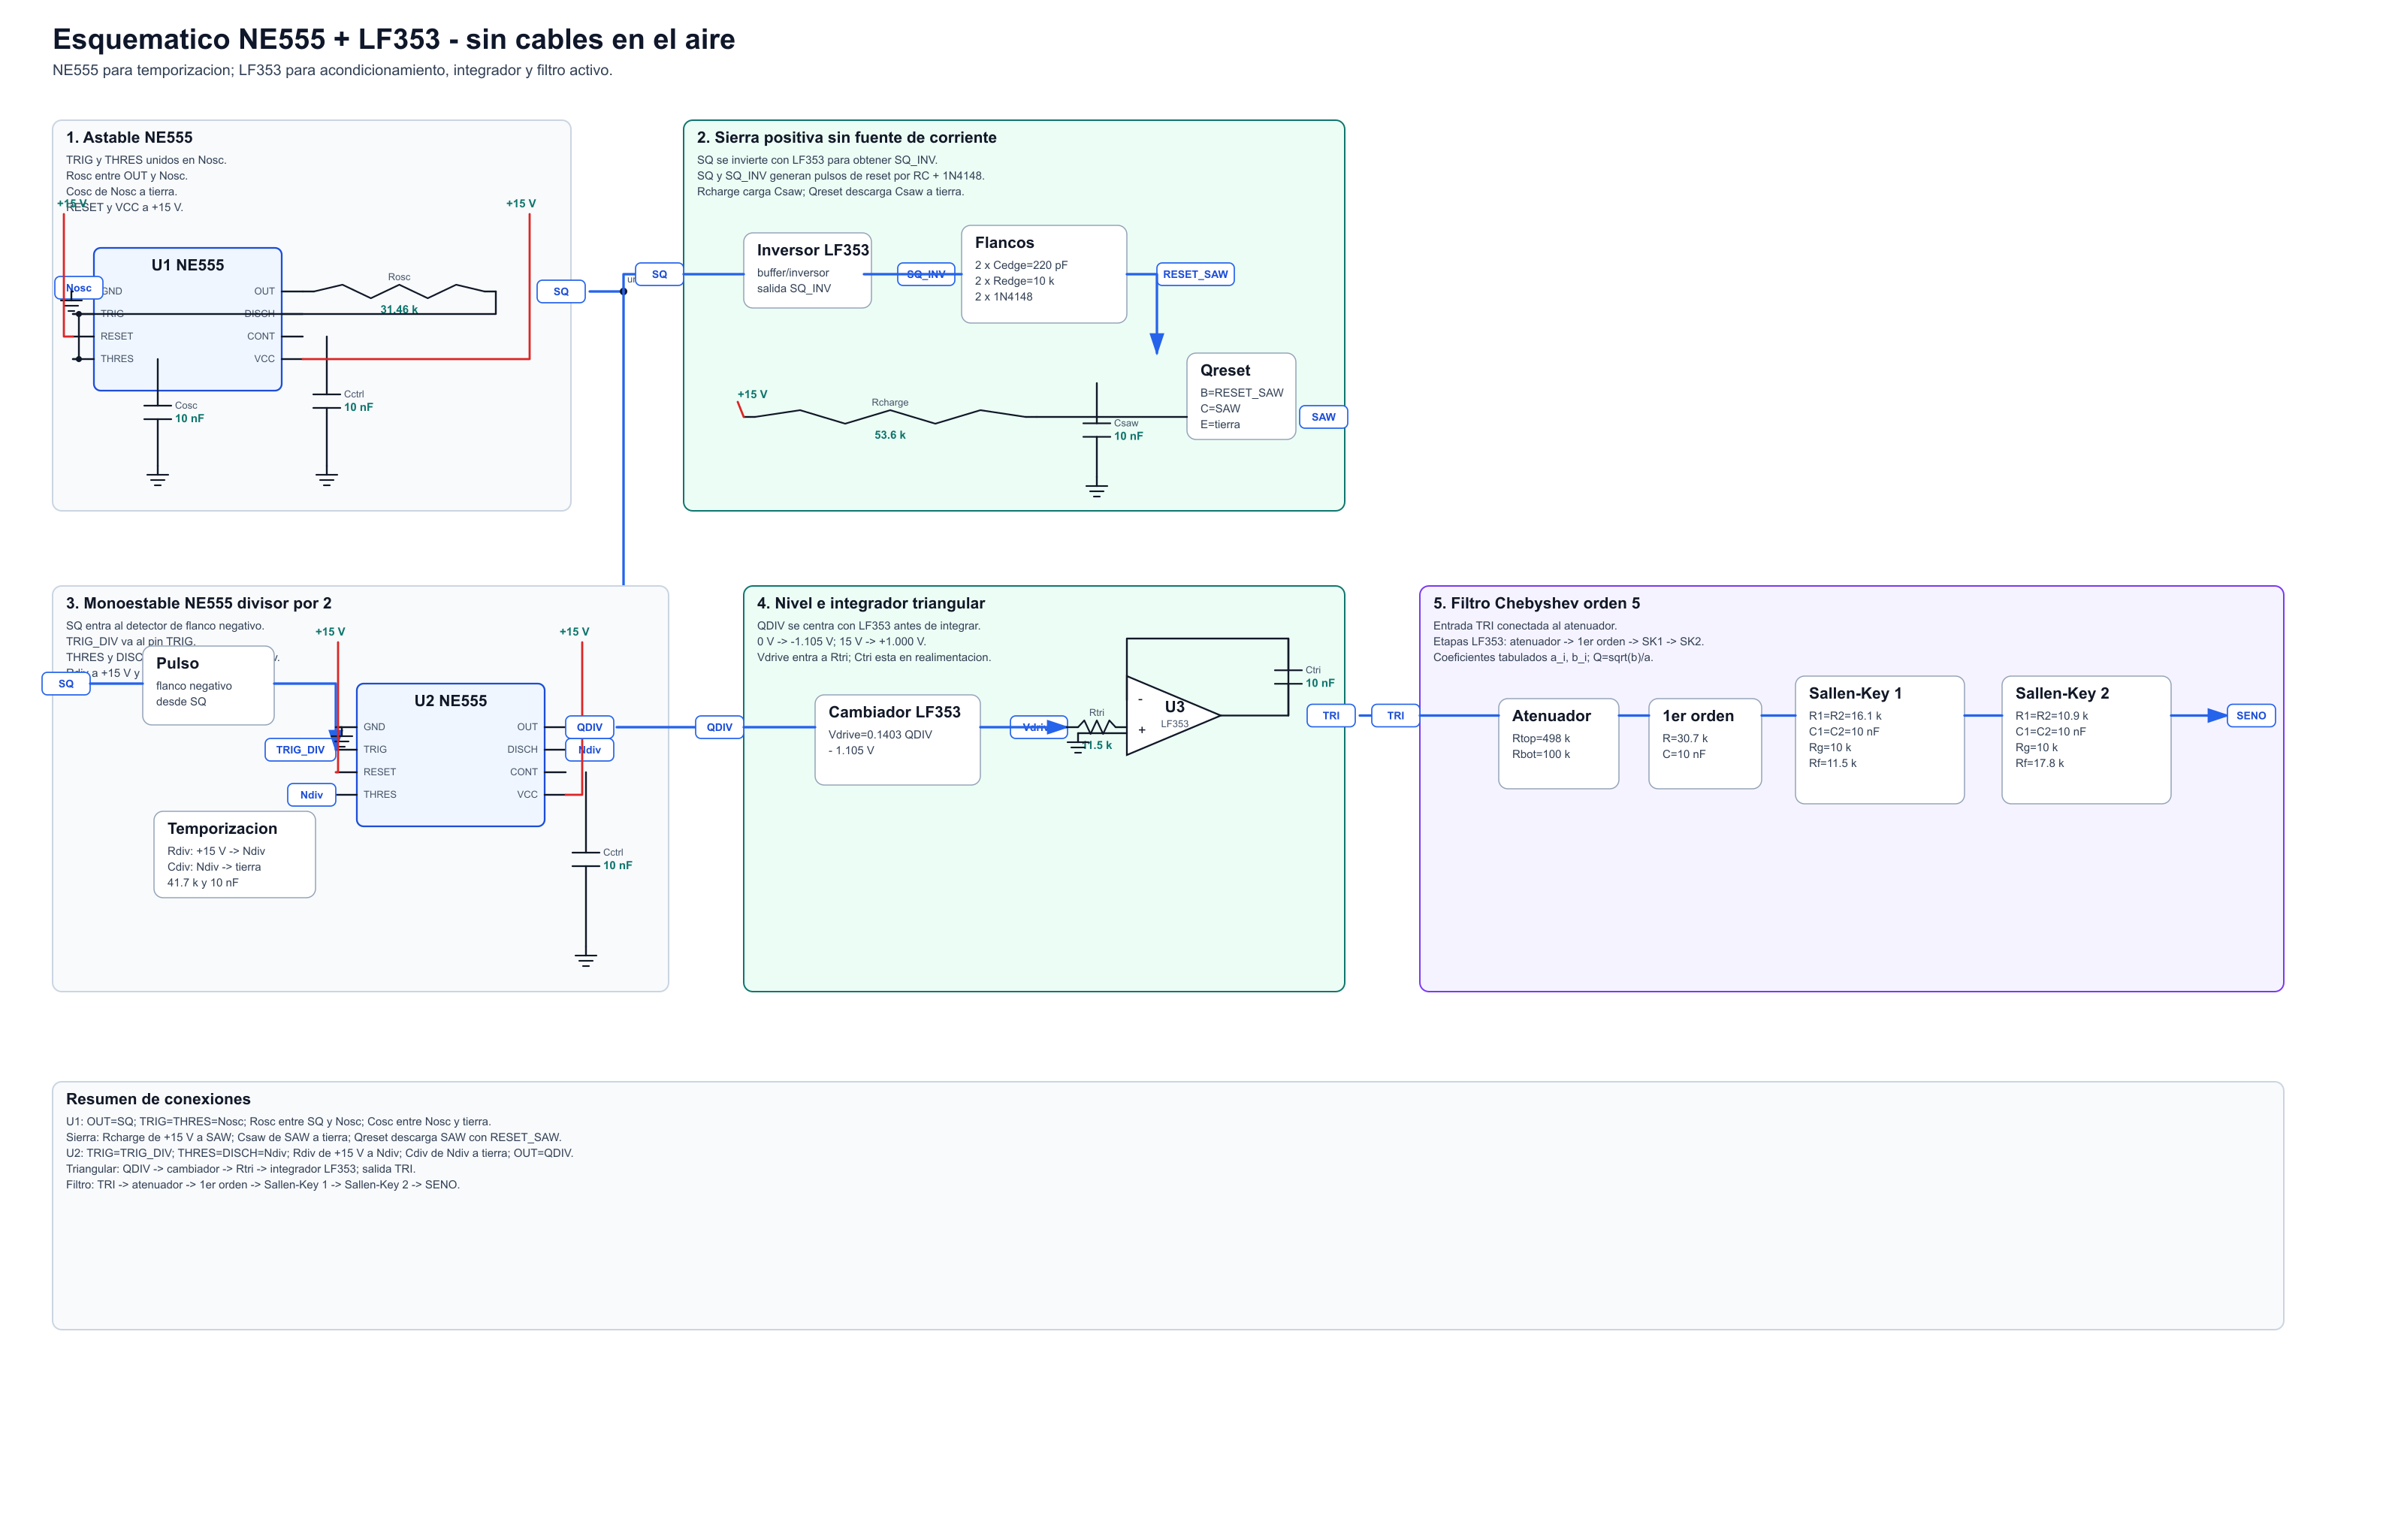 Esquematico NE555 + LF353 - sin cables en el aire
NE555 para temporizacion; LF353 para acondicionamiento, integrador y filtro activo.
1. Astable NE555
TRIG y THRES unidos en Nosc.
Rosc entre OUT y Nosc.
Cosc de Nosc a tierra.
RESET y VCC a +15 V.
+15 V
+15 V
U1 NE555
Nosc
GND
TRIG
RESET
THRES
OUT
DISCH
CONT
VCC
Rosc
31.46 k
Cosc
10 nF
Cctrl
10 nF
SQ
2. Sierra positiva sin fuente de corriente
SQ se invierte con LF353 para obtener SQ_INV.
SQ y SQ_INV generan pulsos de reset por RC + 1N4148.
Rcharge carga Csaw; Qreset descarga Csaw a tierra.
SQ
Inversor LF353
buffer/inversor
salida SQ_INV
SQ_INV
Flancos
2 x Cedge=220 pF
2 x Redge=10 k
2 x 1N4148
RESET_SAW
+15 V
Rcharge
53.6 k
Csaw
10 nF
Qreset
B=RESET_SAW
C=SAW
E=tierra
SAW
3. Monoestable NE555 divisor por 2
SQ entra al detector de flanco negativo.
TRIG_DIV va al pin TRIG.
THRES y DISC
Rdiv a +15 V y
+15 V
+15 V
SQ
Pulso
flanco negativo
desde SQ
U2 NE555
TRIG_DIV
Ndiv
GND
TRIG
RESET
THRES
OUT
DISCH
CONT
VCC
QDIV
Ndiv
Temporizacion
Rdiv: +15 V -> Ndiv
Cdiv: Ndiv -> tierra
41.7 k y 10 nF
Cctrl
10 nF
4. Nivel e integrador triangular
QDIV se centra con LF353 antes de integrar.
0 V -> -1.105 V; 15 V -> +1.000 V.
Vdrive entra a Rtri; Ctri esta en realimentacion.
QDIV
Cambiador LF353
Vdrive=0.1403 QDIV
- 1.105 V
Vdrive
Rtri
-
+
U3
LF353
Ctri
10 nF
TRI
5. Filtro Chebyshev orden 5
Entrada TRI conectada al atenuador.
Etapas LF353: atenuador -> 1er orden -> SK1 -> SK2.
Coeficientes tabulados a_i, b_i; Q=sqrt(b)/a.
TRI
Atenuador
Rtop=498 k
Rbot=100 k
1er orden
R=30.7 k
C=10 nF
Sallen-Key 1
R1=R2=16.1 k
C1=C2=10 nF
Rg=10 k
Rf=11.5 k
Sallen-Key 2
R1=R2=10.9 k
C1=C2=10 nF
Rg=10 k
Rf=17.8 k
SENO
Resumen de conexiones
U1: OUT=SQ; TRIG=THRES=Nosc; Rosc entre SQ y Nosc; Cosc entre Nosc y tierra.
Sierra: Rcharge de +15 V a SAW; Csaw de SAW a tierra; Qreset descarga SAW con RESET_SAW.
U2: TRIG=TRIG_DIV; THRES=DISCH=Ndiv; Rdiv de +15 V a Ndiv; Cdiv de Ndiv a tierra; OUT=QDIV.
Triangular: QDIV -> cambiador -> Rtri -> integrador LF353; salida TRI.
Filtro: TRI -> atenuador -> 1er orden -> Sallen-Key 1 -> Sallen-Key 2 -> SENO.